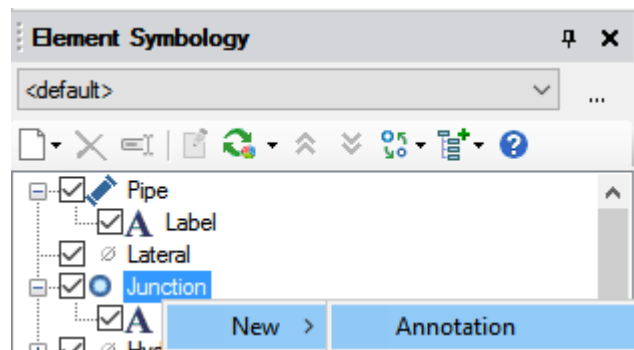 Element Symbology
<default>
...
Pipe
A Label
Lateral
Junction
A New > Annotation